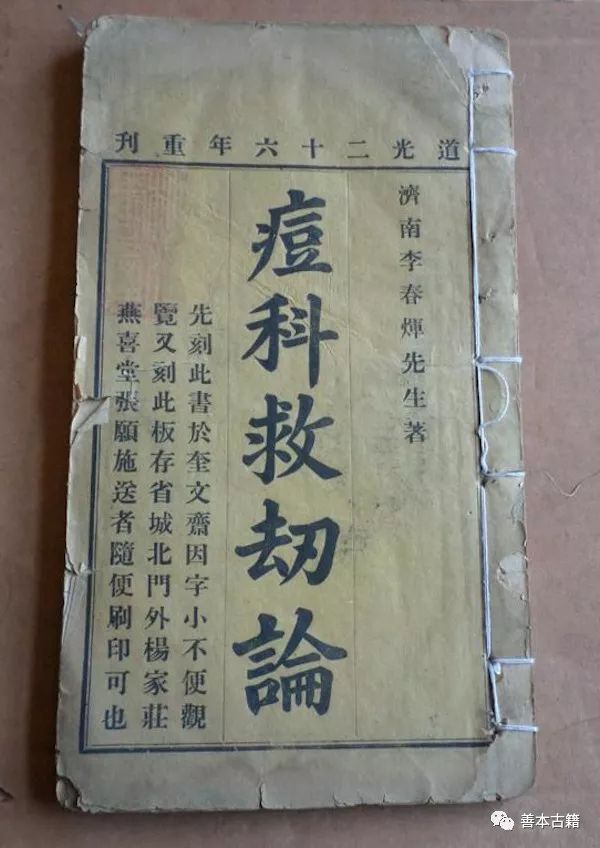 道光二十六年重刊
濟南李春煇先生著
痘科救劫論
先刻此書於奎文齋因字小不便觀
覽又刻此板存省城北門外楊家莊
燕喜堂張願施送者隨便刷印可也
善本古籍